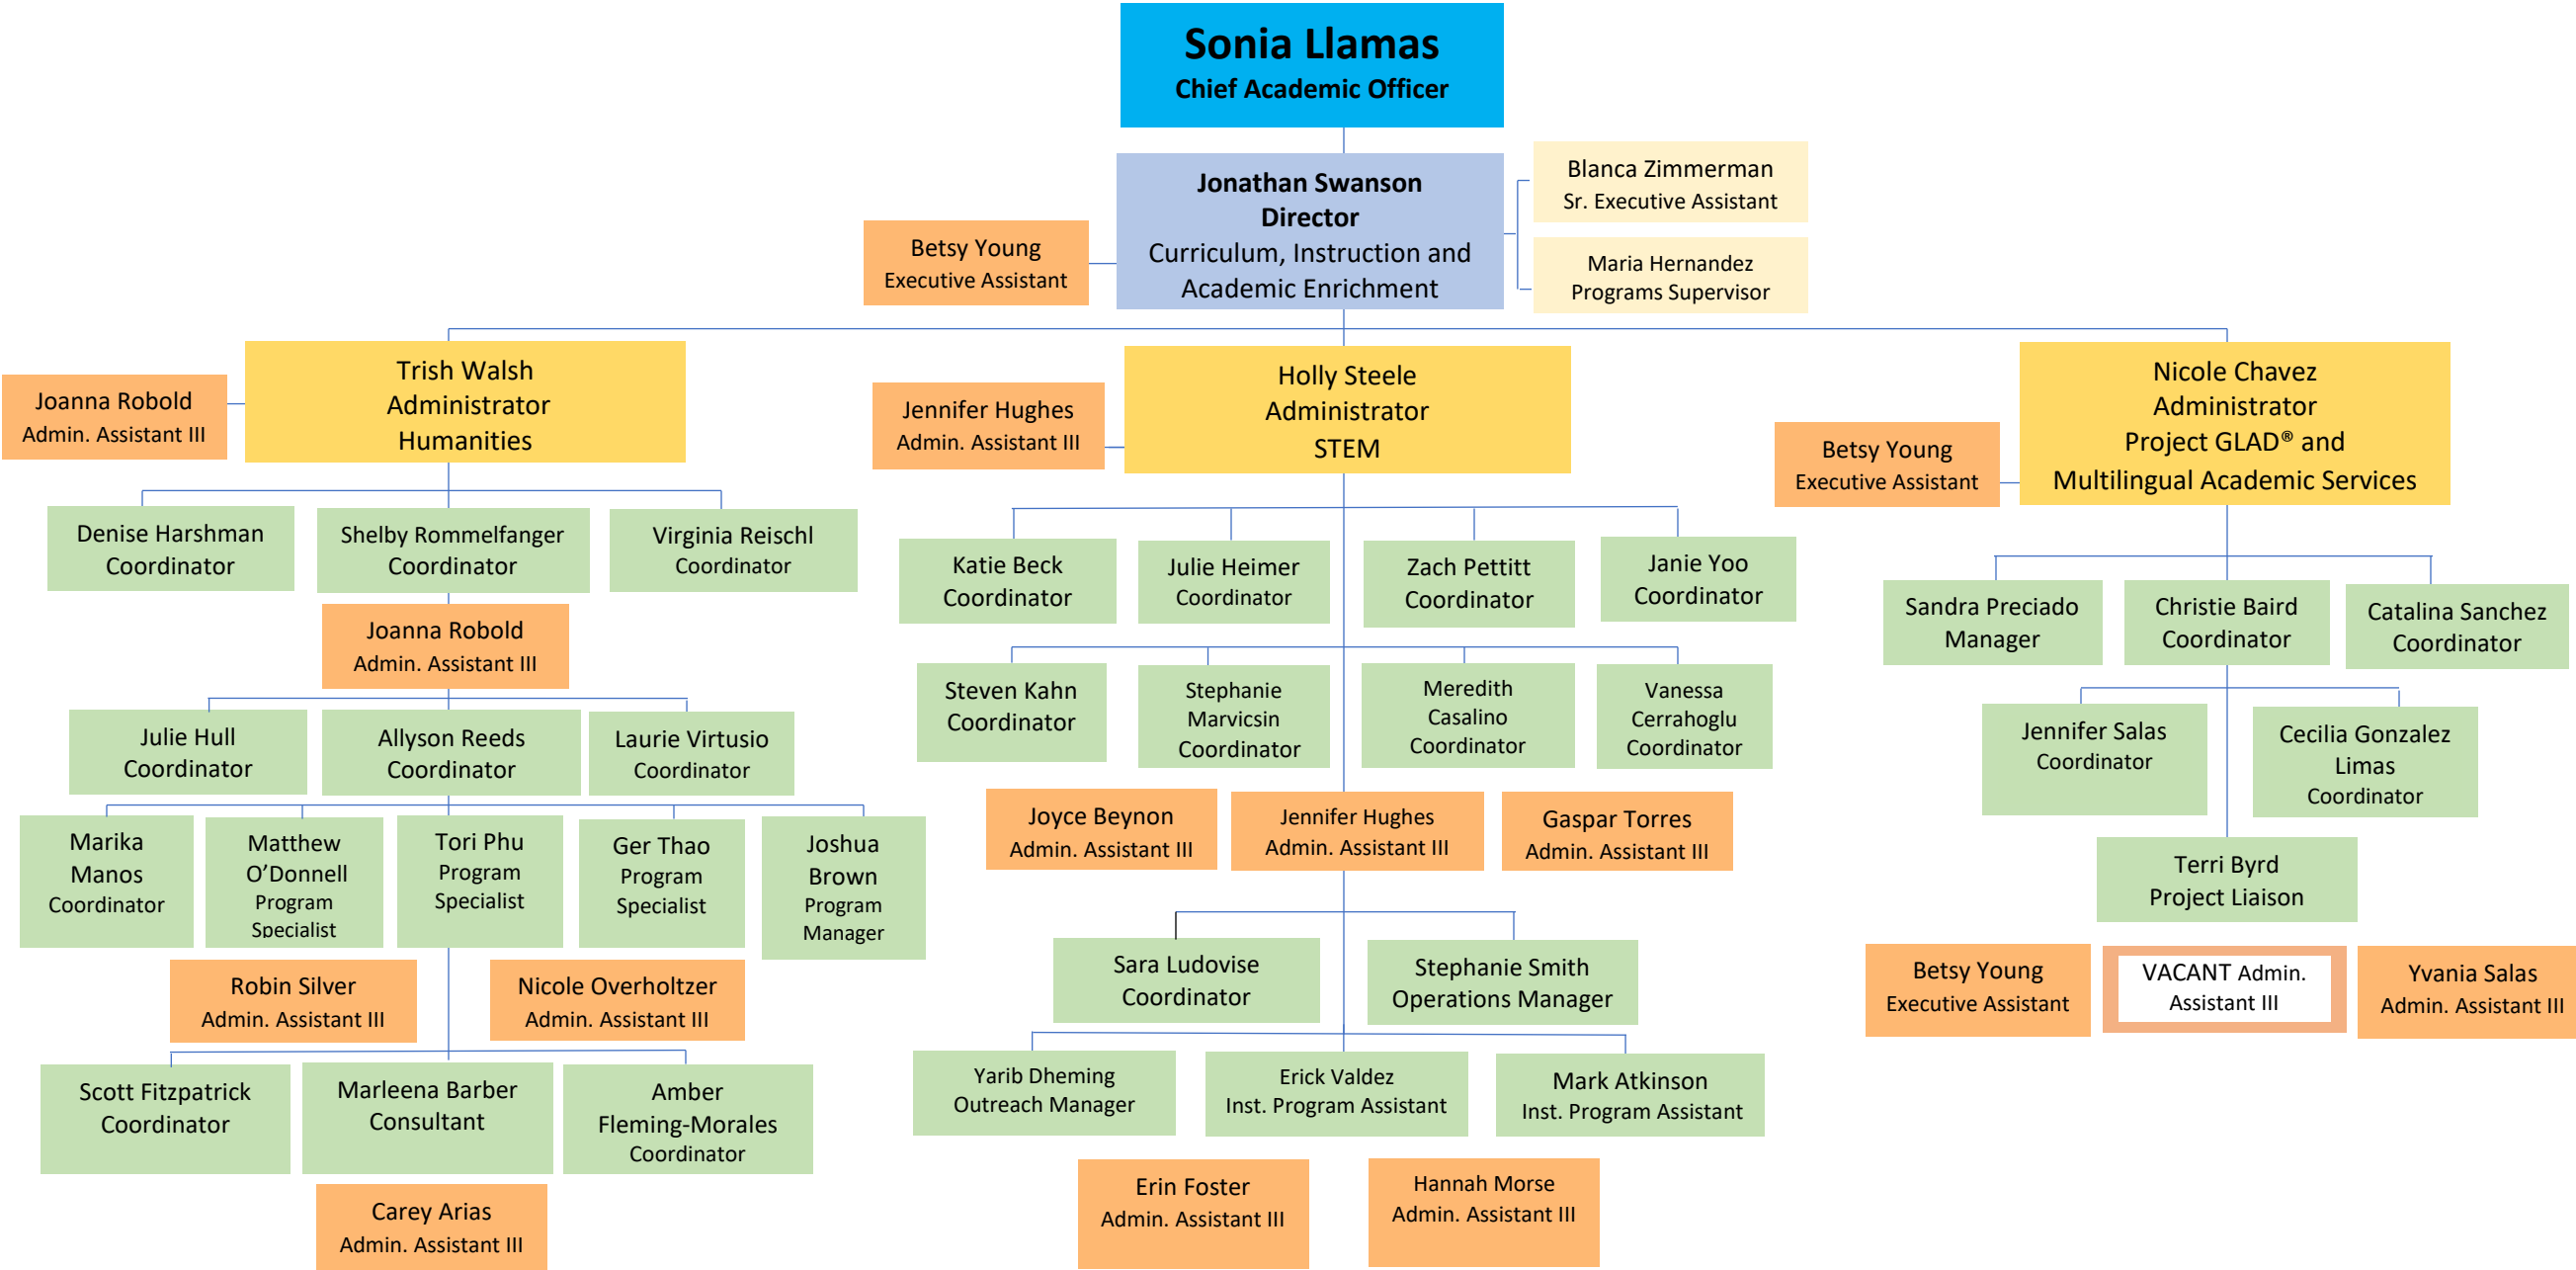 Sonia Llamas
Chief Academic Officer
Jonathan Swanson
Director
Curriculum, Instruction and
Academic Enrichment
Blanca Zimmerman
Sr. Executive Assistant
Maria Hernandez
Programs Supervisor
Betsy Young
Executive Assistant
Joanna Robold
Admin. Assistant III
Trish Walsh
Administrator
Humanities
Denise Harshman
Coordinator
Shelby Rommelfanger
Coordinator
Virginia Reischl
Coordinator
Joanna Robold
Admin. Assistant III
Julie Hull
Coordinator
Allyson Reeds
Coordinator
Laurie Virtusio
Coordinator
Marika
Manos
Coordinator
Matthew
O’Donnell
Program
Specialist
Tori Phu
Program
Specialist
Ger Thao
Program
Specialist
Joshua
Brown
Program
Manager
Robin Silver
Admin. Assistant III
Nicole Overholtzer
Admin. Assistant III
Scott Fitzpatrick
Coordinator
Marleena Barber
Consultant
Amber
Fleming-Morales
Coordinator
Carey Arias
Admin. Assistant III
Jennifer Hughes
Admin. Assistant III
Holly Steele
Administrator
STEM
Katie Beck
Coordinator
Julie Heimer
Coordinator
Zach Pettitt
Coordinator
Janie Yoo
Coordinator
Steven Kahn
Coordinator
Stephanie
Marvicsin
Coordinator
Meredith
Casalino
Coordinator
Vanessa
Cerrahoglu
Coordinator
Joyce Beynon
Admin. Assistant III
Jennifer Hughes
Admin. Assistant III
Gaspar Torres
Admin. Assistant III
Sara Ludovise
Coordinator
Stephanie Smith
Operations Manager
Yarib Dheming
Outreach Manager
Erick Valdez
Inst. Program Assistant
Mark Atkinson
Inst. Program Assistant
Erin Foster
Admin. Assistant III
Hannah Morse
Admin. Assistant III
Betsy Young
Executive Assistant
Nicole Chavez
Administrator
Project GLAD® and
Multilingual Academic Services
Sandra Preciado
Manager
Christie Baird
Coordinator
Catalina Sanchez
Coordinator
Jennifer Salas
Coordinator
Cecilia Gonzalez
Limas
Coordinator
Terri Byrd
Project Liaison
Betsy Young
Executive Assistant
VACANT Admin.
Assistant III
Yvania Salas
Admin. Assistant III